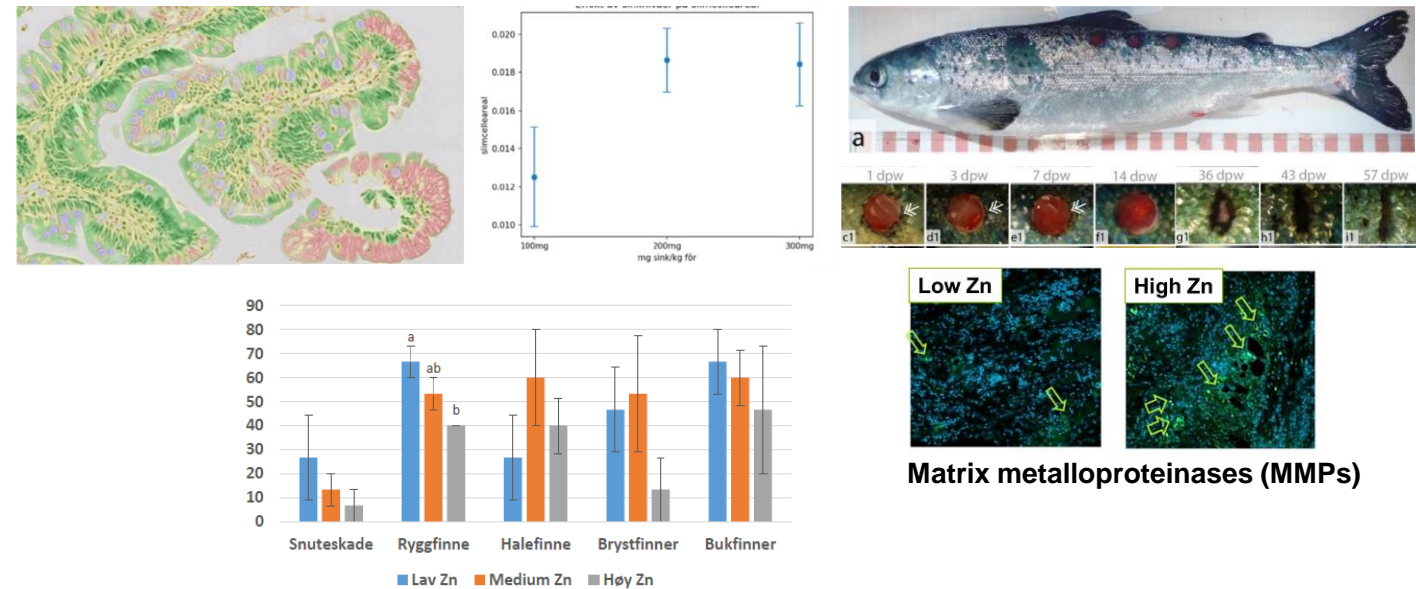 0.020
0.018
0.016
0.014
0.012
0.010
slimcelleareal
100mg 200mg 300mg
mg sink/kg fôr
a
1 dpw 3 dpw 7 dpw 14 dpw 36 dpw 43 dpw 57 dpw
c1 d1 e1 f1 g1 h1 i1
90
80
70
60
50
40
30
20
10
0
a
ab
b
Snuteskade Ryggfinne Halefinne Brystfinner Bukfinner
Lav Zn Medium Zn Høy Zn
Low Zn High Zn
Matrix metalloproteinases (MMPs)